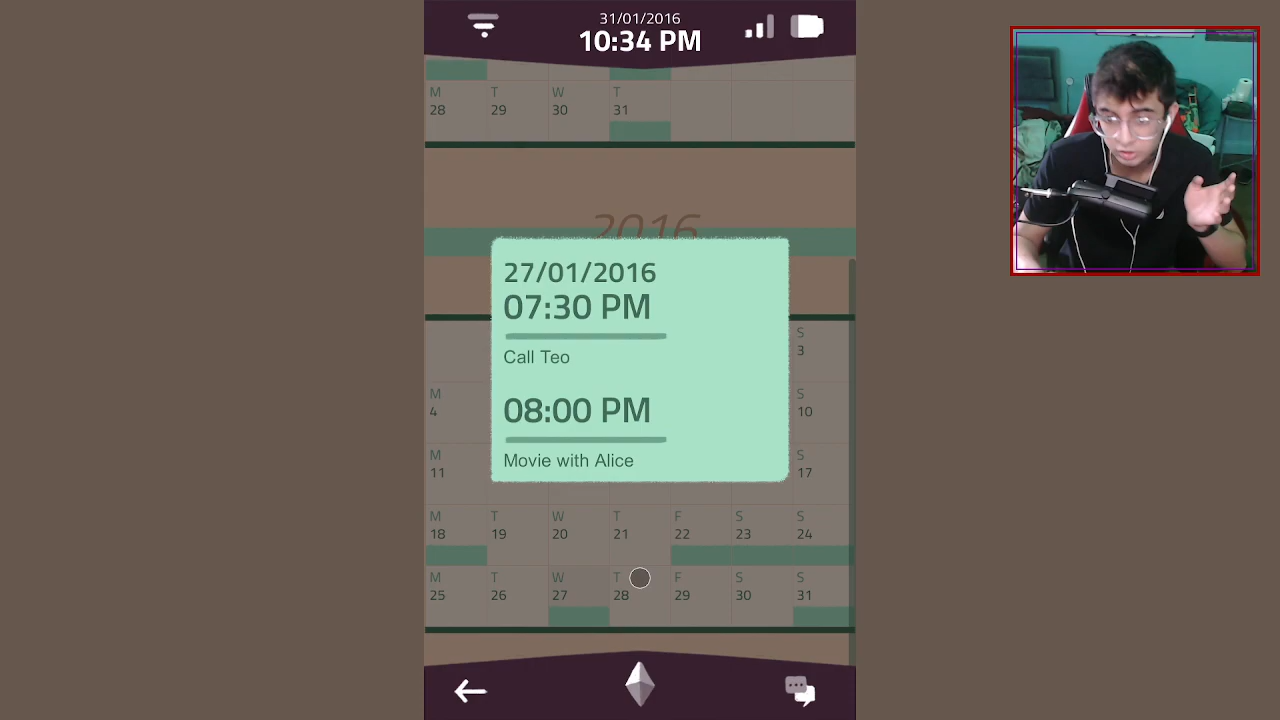 31/01/2016
10:34 PM
M T W T
28 29 30 31
2016
27/01/2016
07:30 PM
Call Teo
08:00 PM
Movie with Alice
S
3
M S
4 10
M S
11 17
M T W T F S S
18 19 20 21 22 23 24
M T W T F S S
25 26 27 28 29 30 31